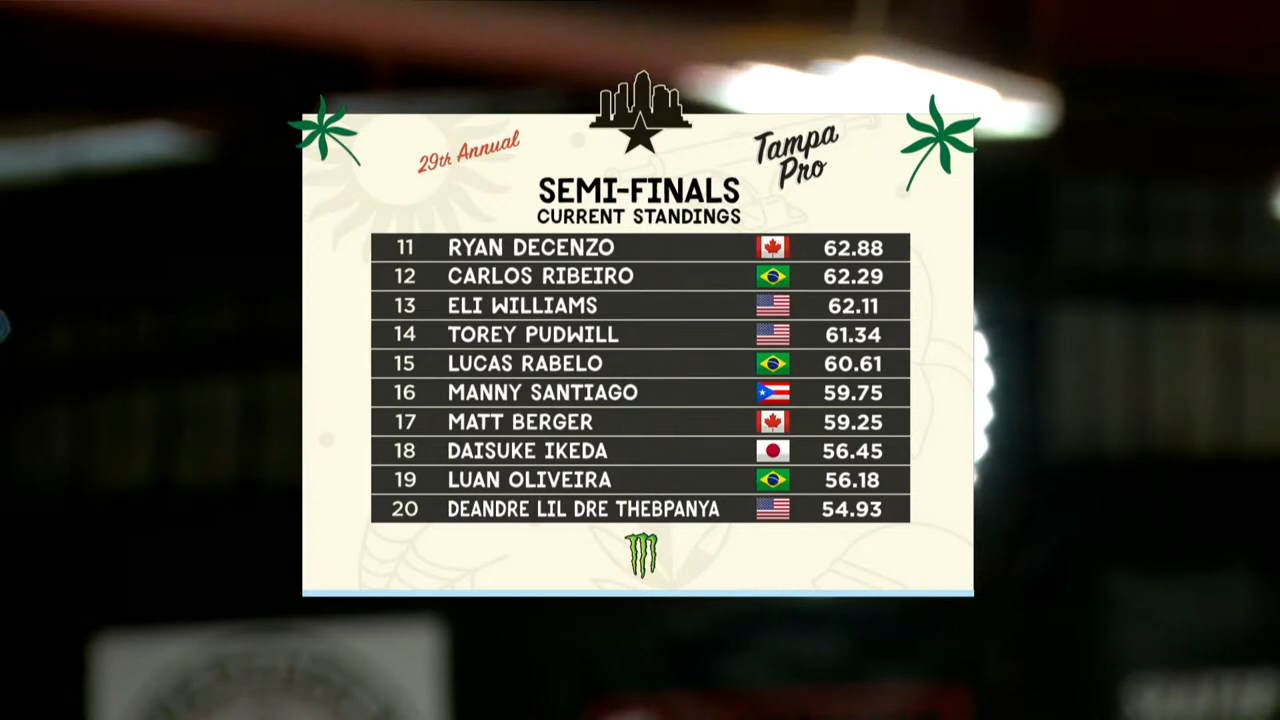 29th Annual
Tampa
Pro
SEMI-FINALS
CURRENT STANDINGS
11 RYAN DECENZO 62.88
12 CARLOS RIBEIRO 62.29
13 ELI WILLIAMS 62.11
14 TOREY PUDWILL 61.34
15 LUCAS RABELO 60.61
16 MANNY SANTIAGO 59.75
17 MATT BERGER 59.25
18 DAISUKE IKEDA 56.45
19 LUAN OLIVEIRA 56.18
20 DEANDRE LIL DRE THEBPANYA 54.93